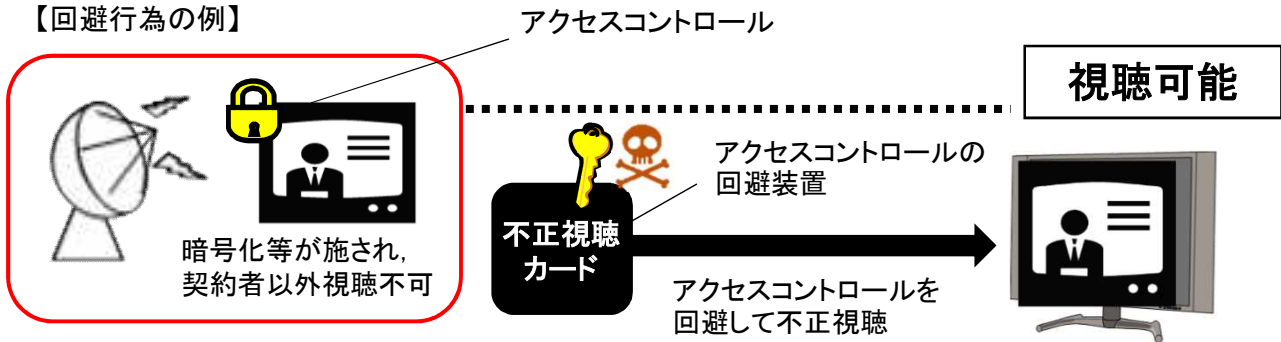 【回避行為の例】
アクセスコントロール
視聴可能
アクセスコントロールの
回避装置
不正視聴
カード
暗号化等が施され,
契約者以外視聴不可
アクセスコントロールを
回避して不正視聴